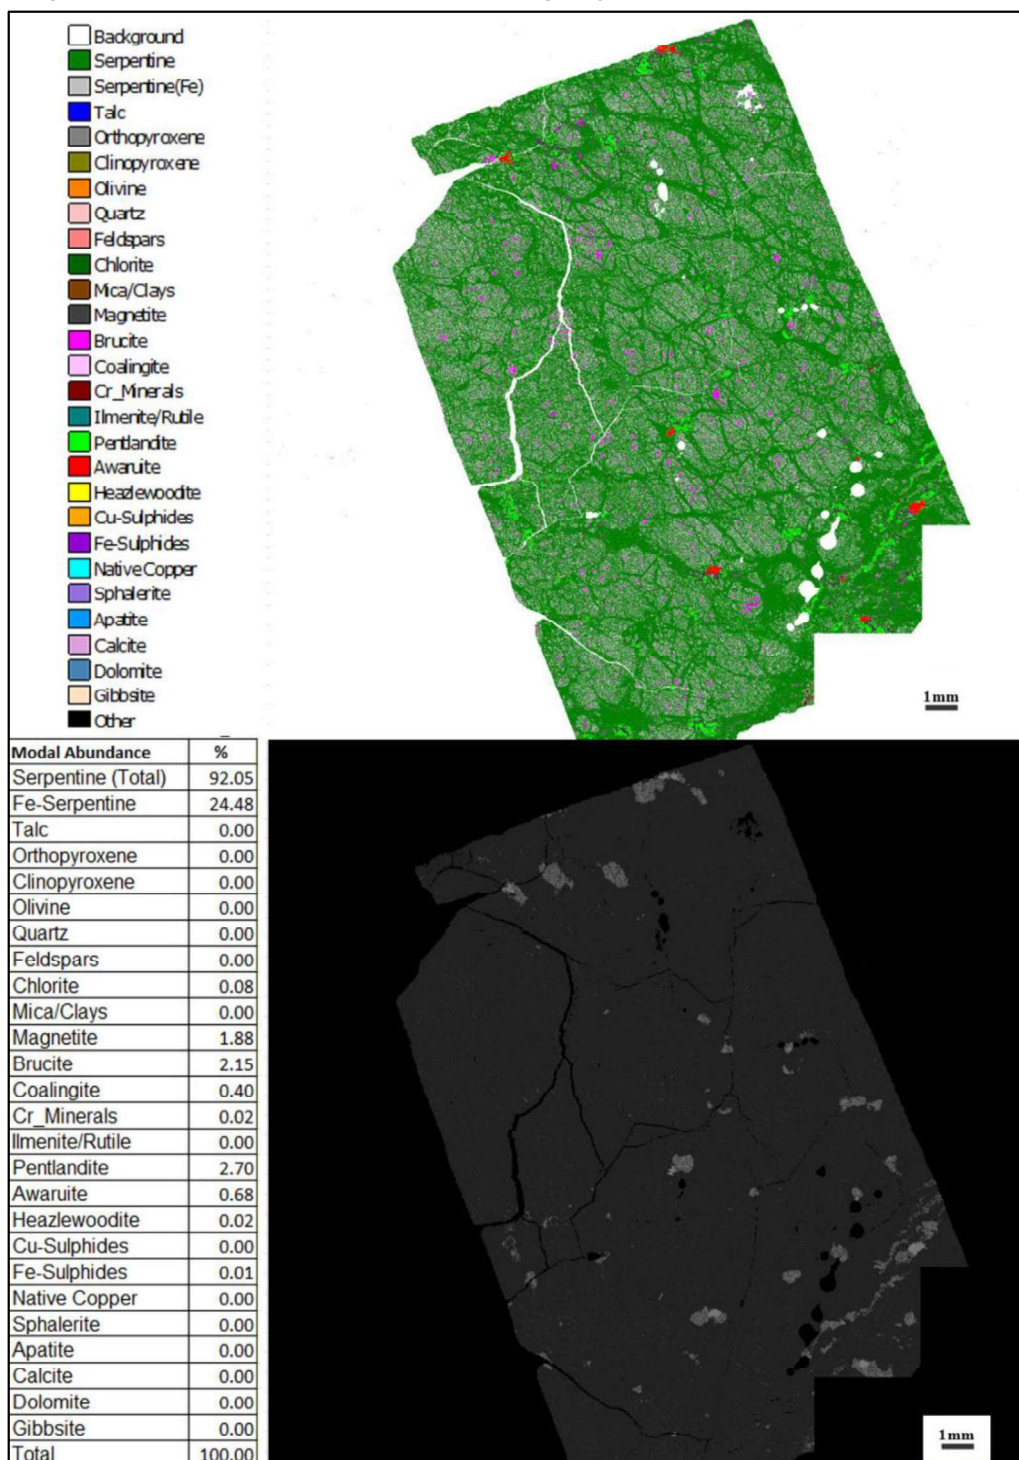 Background
Serpentine
Serpentine(Fe)
Talc
Orthopyroxene
Clinopyroxene
Olivine
Quartz
Feldspars
Chlorite
Mica/Clays
Magnetite
Brucite
Coalingite
Cr_Minerals
Ilmenite/Rutile
Pentlandite
Awaruite
Heazlewoodite
Cu-Sulphides
Fe-Sulphides
Native Copper
Sphalerite
Apatite
Calcite
Dolomite
Gibbsite
Other
1mm
Modal Abundance %
Serpentine (Total) 92.05
Fe-Serpentine 24.48
Talc 0.00
Orthopyroxene 0.00
Clinopyroxene 0.00
Olivine 0.00
Quartz 0.00
Feldspars 0.00
Chlorite 0.08
Mica/Clays 0.00
Magnetite 1.88
Brucite 2.15
Coalingite 0.40
Cr_Minerals 0.02
Ilmenite/Rutile 0.00
Pentlandite 2.70
Awaruite 0.68
Heazlewoodite 0.02
Cu-Sulphides 0.00
Fe-Sulphides 0.01
Native Copper 0.00
Sphalerite 0.00
Apatite 0.00
Calcite 0.00
Dolomite 0.00
Gibbsite 0.00
Total 100.00
1mm